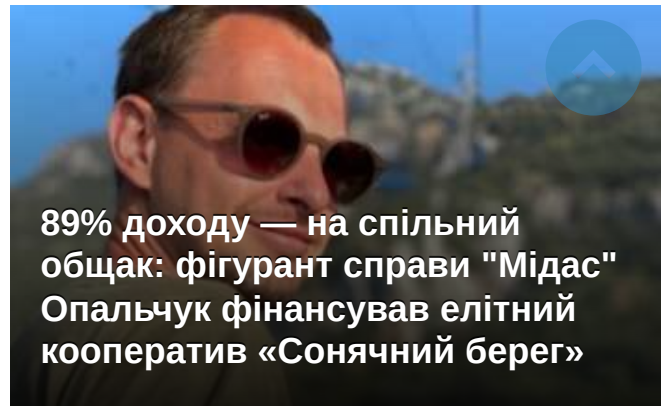 89% доходу — на спільний
общак: фігурант справи "Мідас"
Опальчук фінансував елітний
кооператив «Сонячний берег»